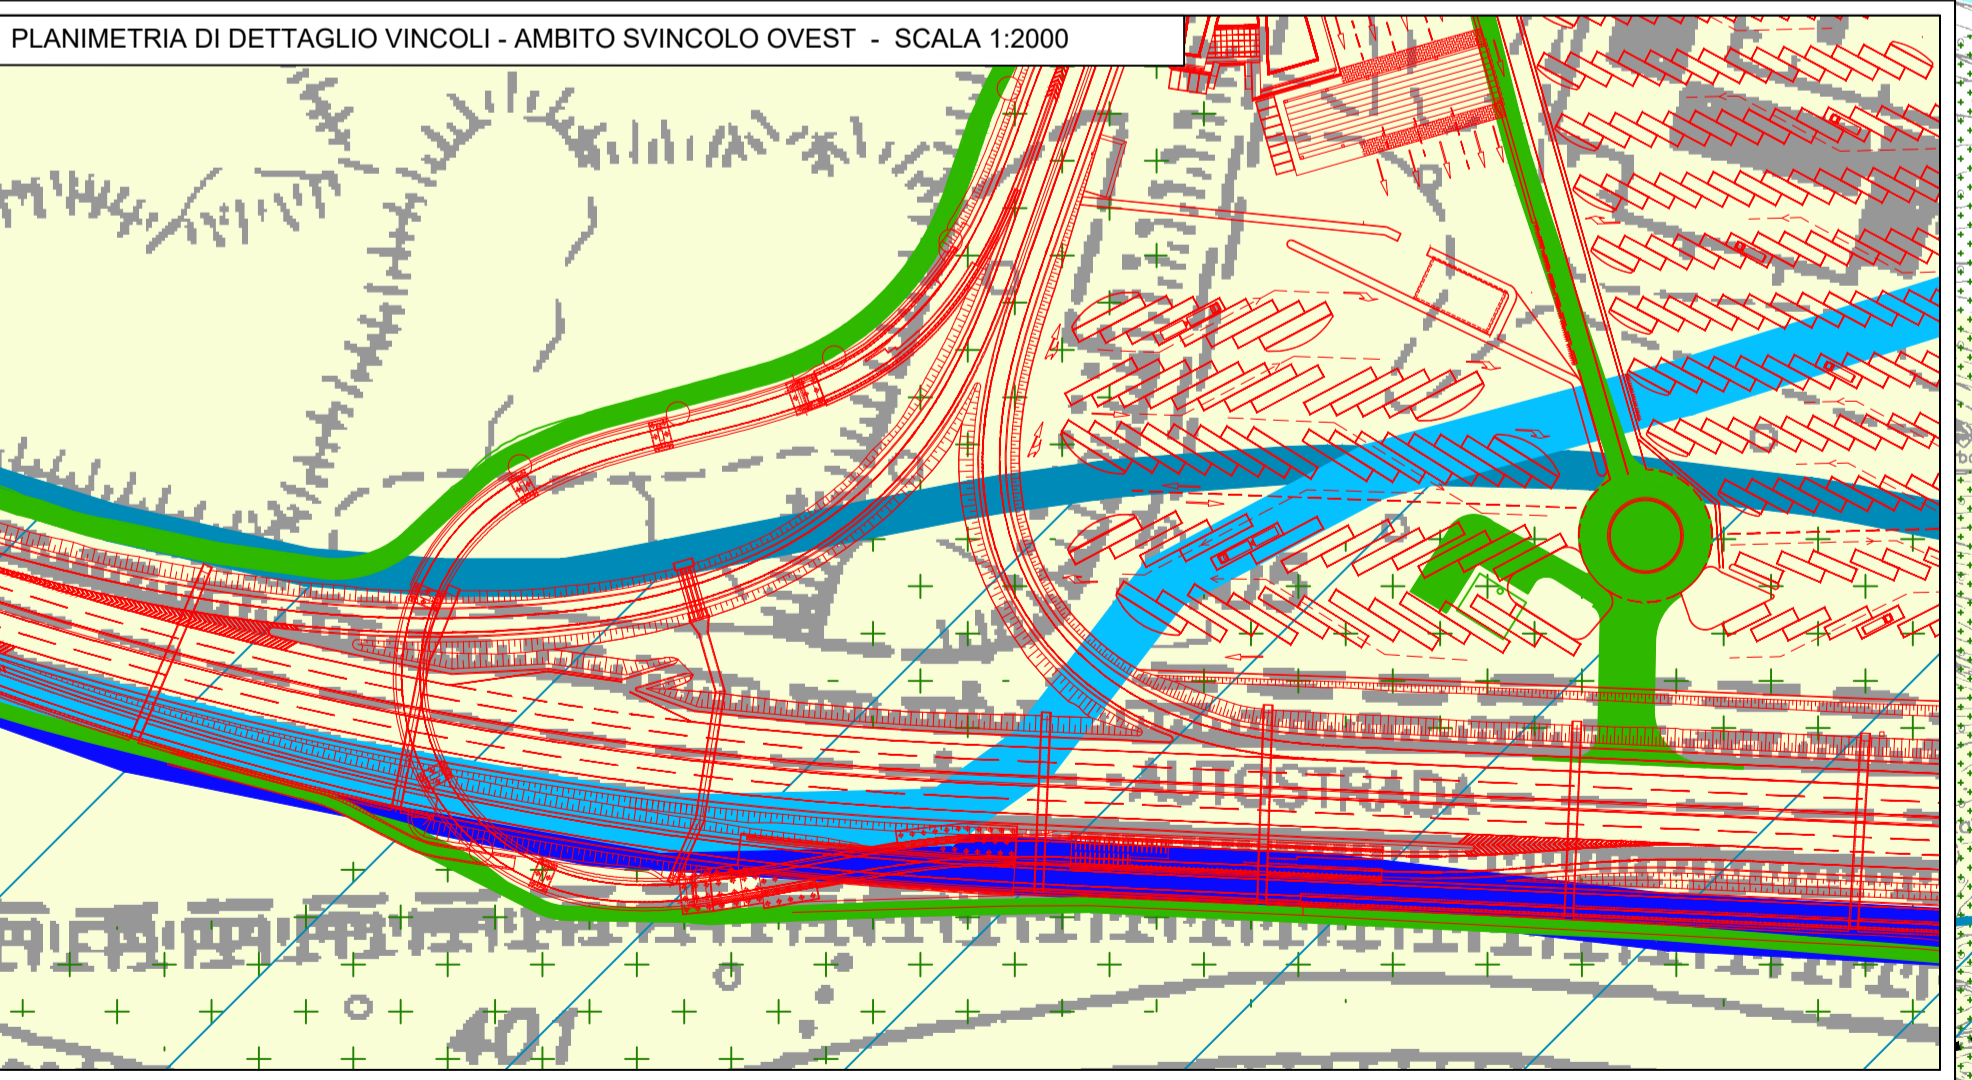 PLANIMETRIA DI DETTAGLIO VINCOLI - AMBITO SVINCOLO OVEST - SCALA 1:2000
AUTOSTRADA
401